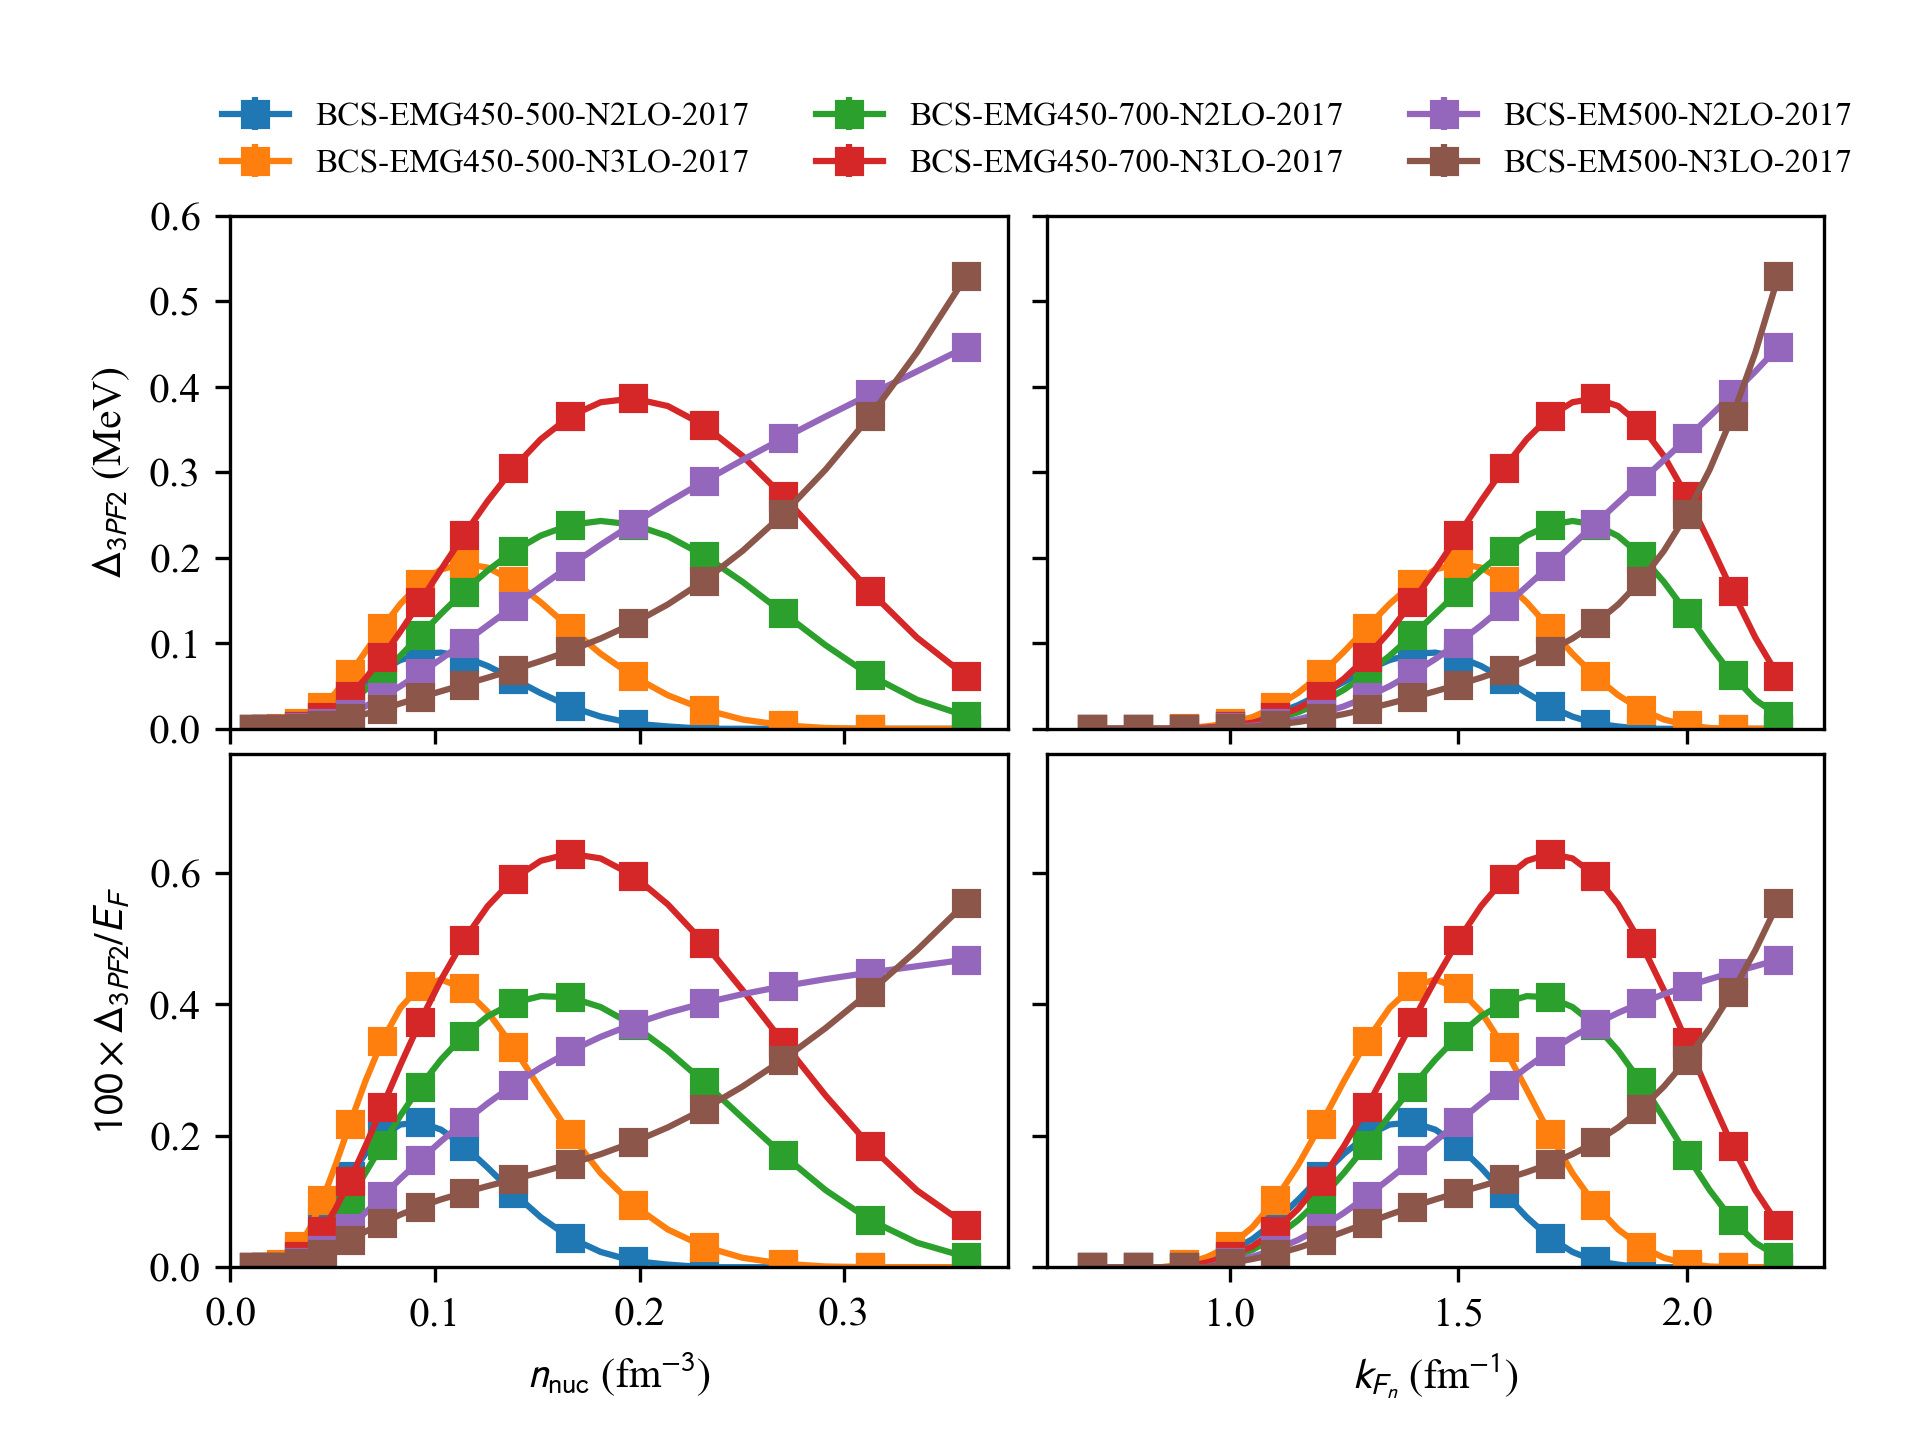 BCS-EMG450-500-N2LO-2017 BCS-EMG450-700-N2LO-2017 BCS-EM500-N2LO-2017
BCS-EMG450-500-N3LO-2017 BCS-EMG450-700-N3LO-2017 BCS-EM500-N3LO-2017
0.6
0.5
0.4
0.3
0.2
0.1
0.0
Δ3PF2 (MeV)
0.6
0.4
0.2
0.0
100 × Δ3PF2/EF
0.0 0.1 0.2 0.3 1.0 1.5 2.0
nnuc (fm−3) kFn (fm−1)